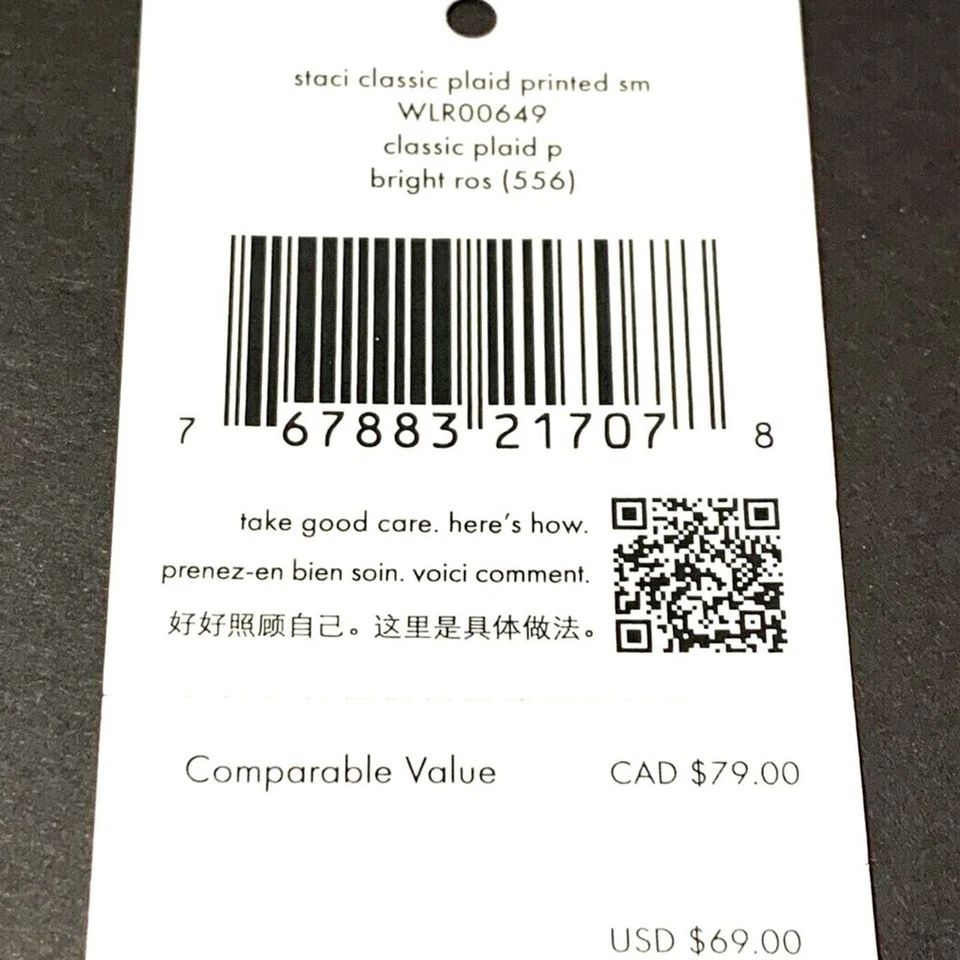 staci classic plaid printed sm
WLR00649
classic plaid p
bright ros (556)
7 67883 21707 8
take good care. here's how.
prenez-en bien soin. voici comment.
好好照顾自己。这里是具体做法。
Comparable Value CAD $79.00
USD $69.00